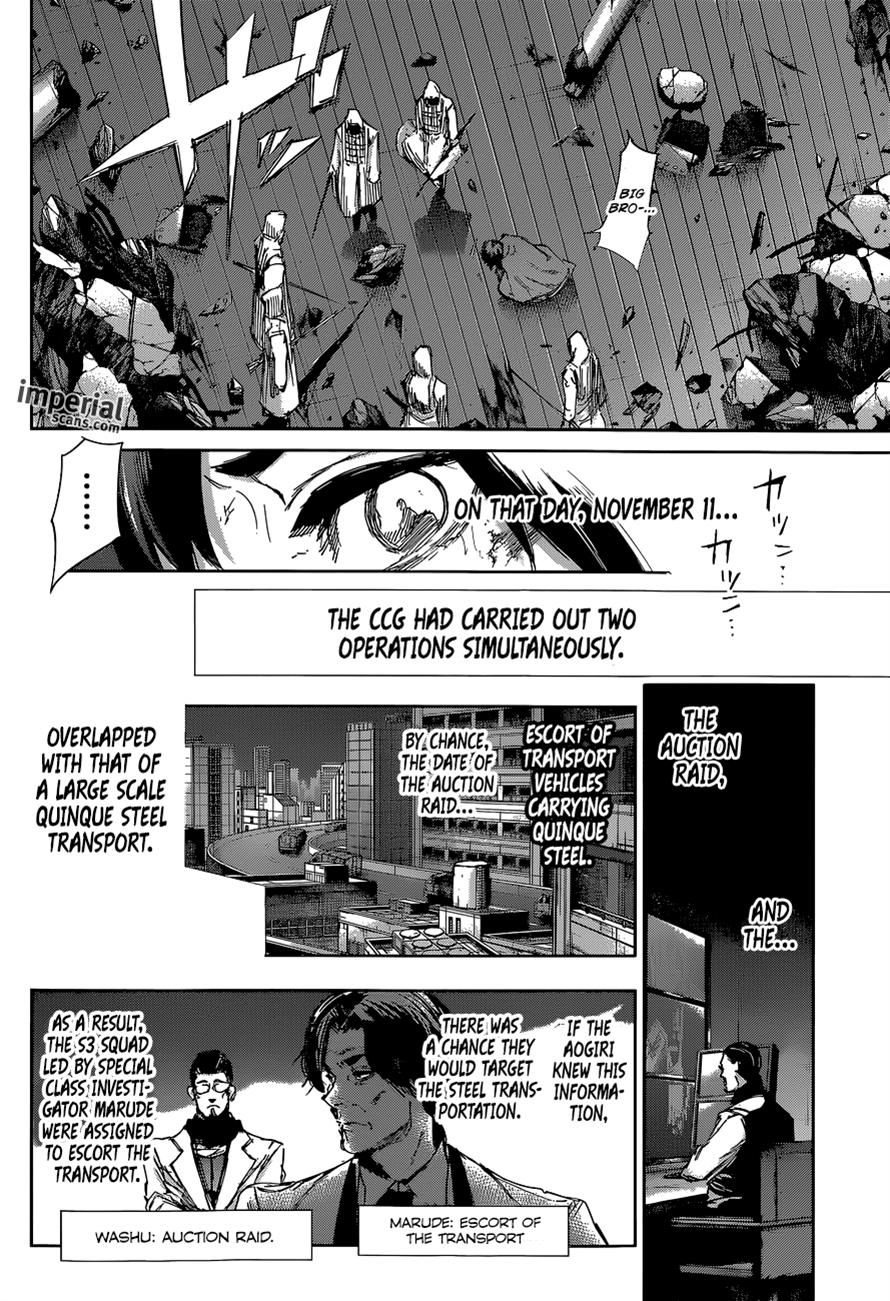 BIG
BRO-...
imperial
scans.com
......
ON THAT DAY, NOVEMBER 11...
カッ
カッ
THE CCG HAD CARRIED OUT TWO
OPERATIONS SIMULTANEOUSLY.
THE
AUCTION
RAID,
AND
THE...
ESCORT OF
TRANSPORT
VEHICLES
CARRYING
QUINQUE
STEEL.
BY CHANCE,
THE DATE OF
THE AUCTION
RAID...
OVERLAPPED
WITH THAT OF
A LARGE SCALE
QUINQUE STEEL
TRANSPORT.
IF THE
AOGIRI
KNEW THIS
INFORMA-
TION,
THERE WAS
A CHANCE THEY
WOULD TARGET
THE STEEL TRANS-
PORTATION.
AS A RESULT,
THE S3 SQUAD
LED BY SPECIAL
CLASS INVESTI-
GATOR MARUDE
WERE ASSIGNED
TO ESCORT THE
TRANSPORT.
MARUDE: ESCORT OF
THE TRANSPORT
WASHU: AUCTION RAID.